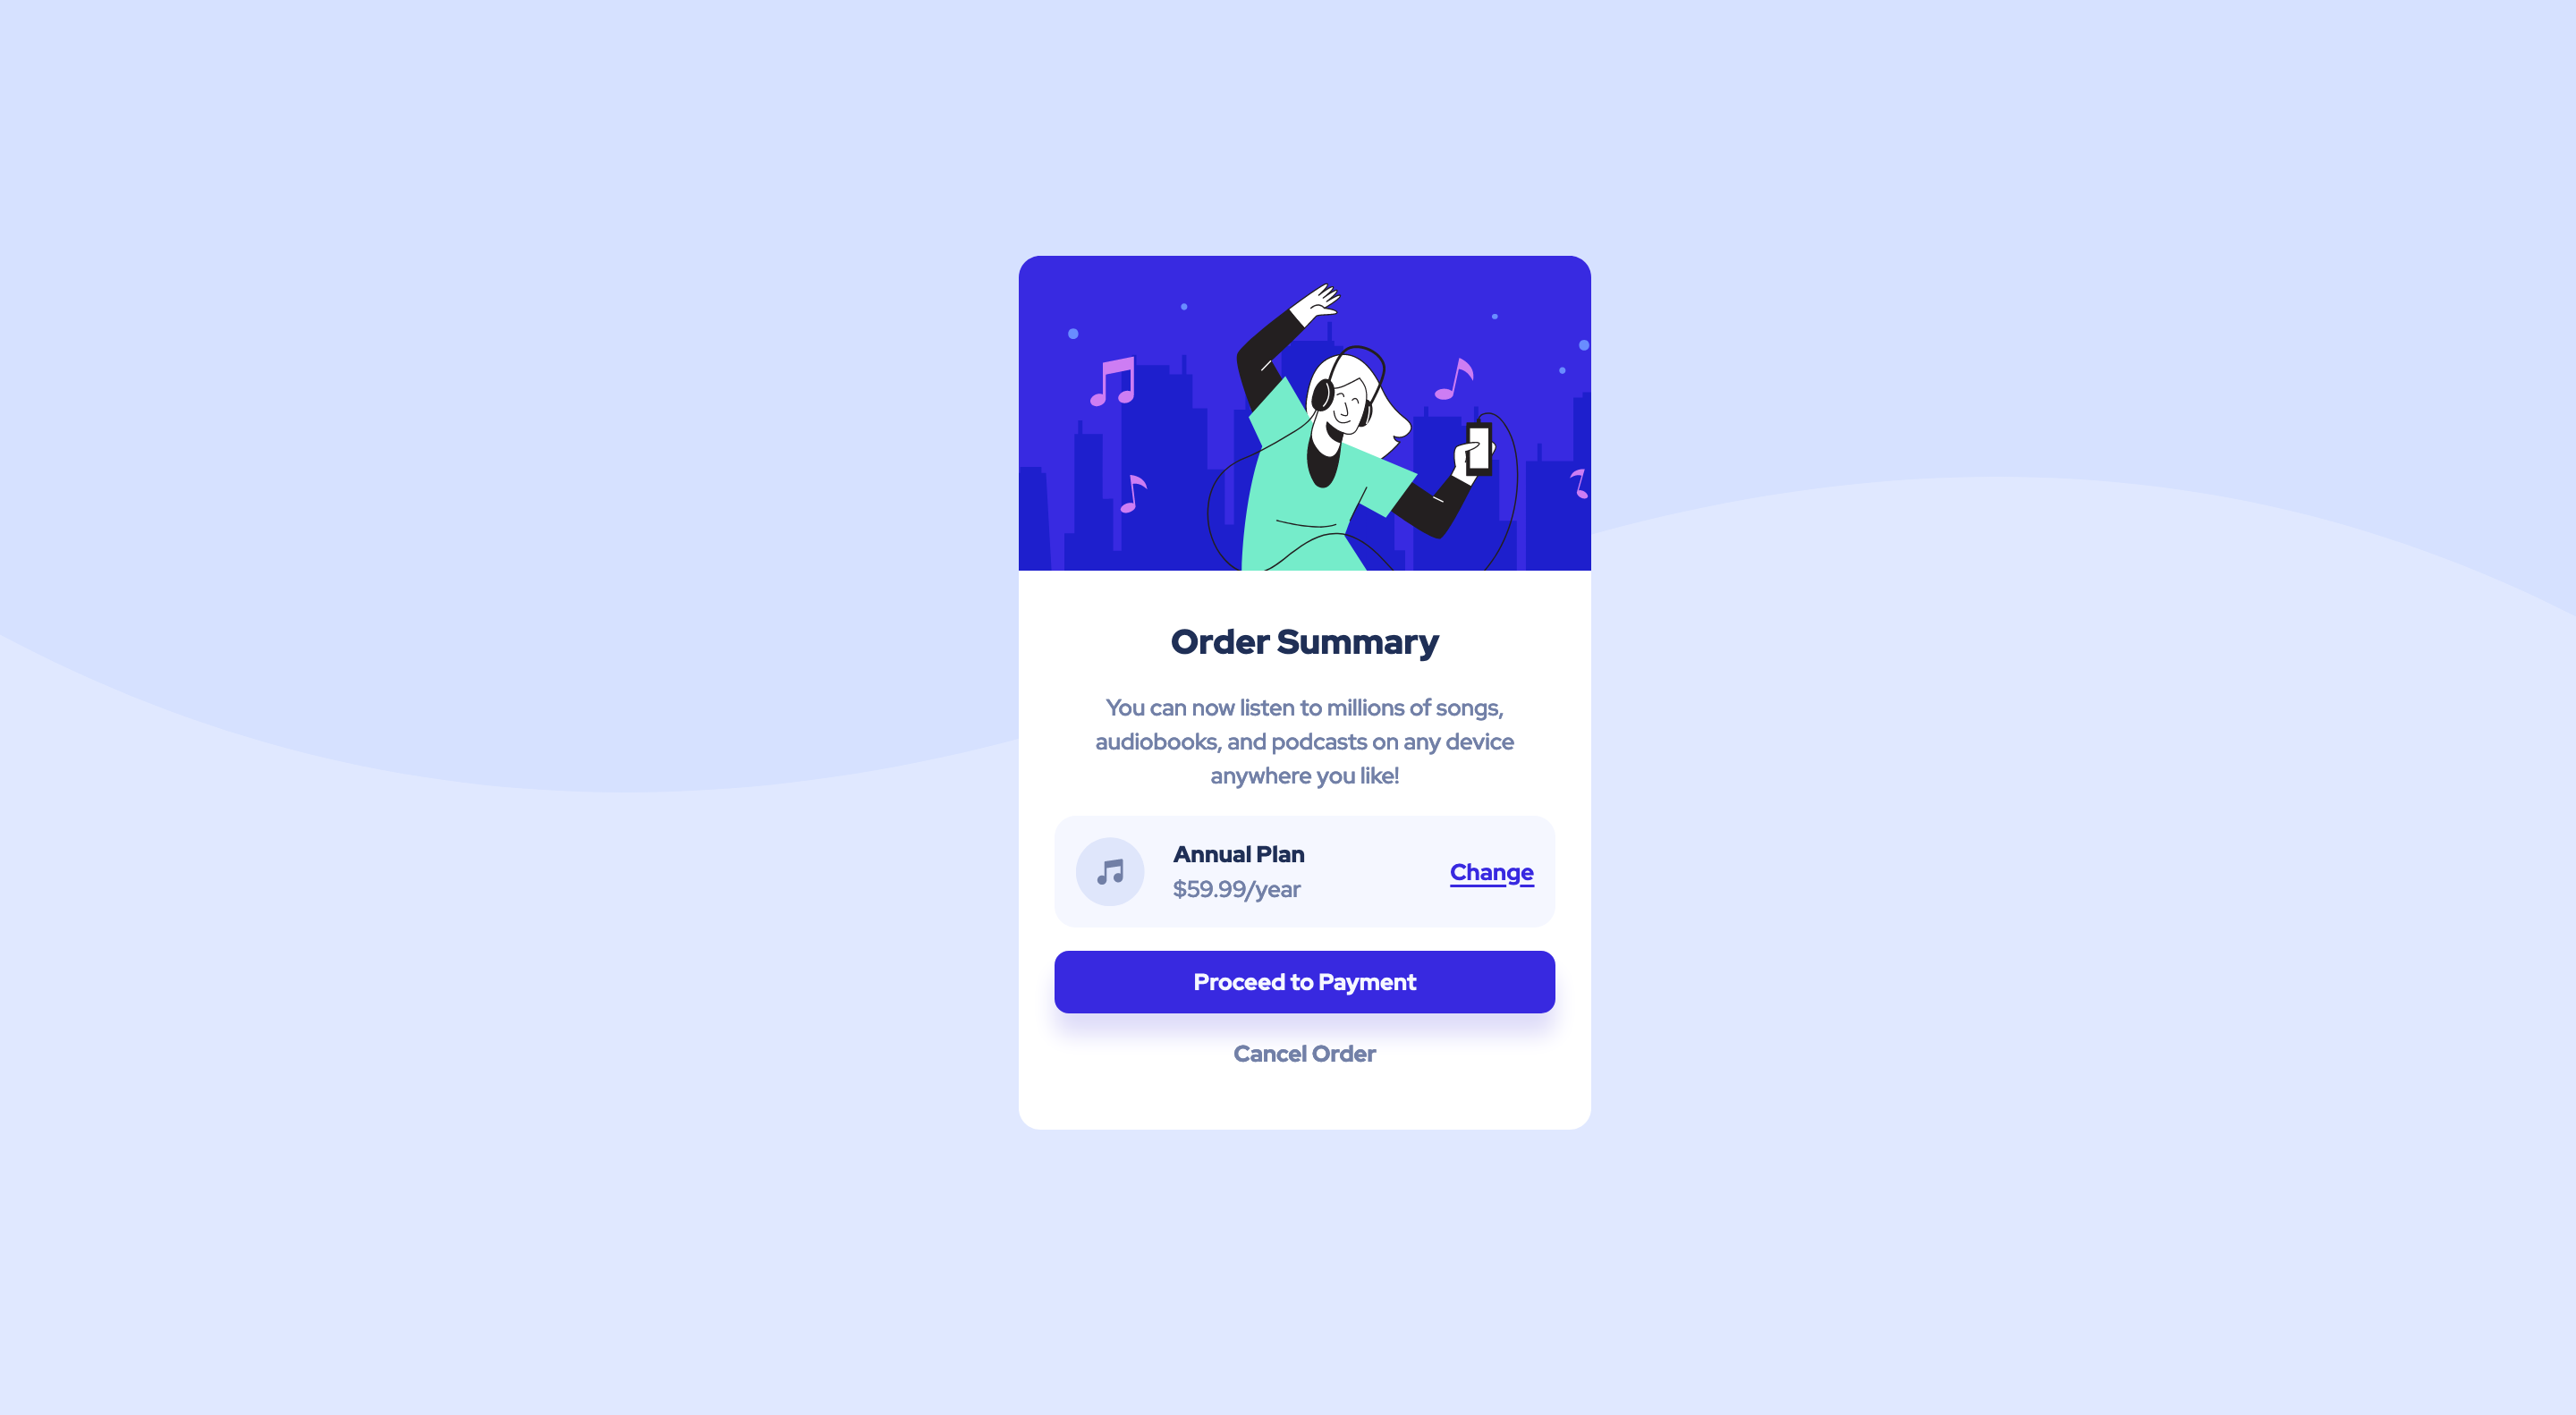 Order Summary
You can now listen to millions of songs,
audiobooks, and podcasts on any device
anywhere you like!
Annual Plan
$59.99/year
Change
Proceed to Payment
Cancel Order